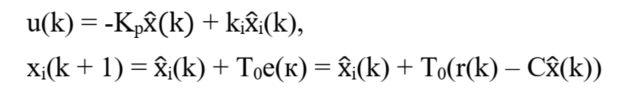 u(k) = -Kₚx̂(k) + kᵢx̂ᵢ(k),
xᵢ(k + 1) = x̂ᵢ(k) + T₀e(к) = x̂ᵢ(k) + T₀(r(k) – Cx̂(k))